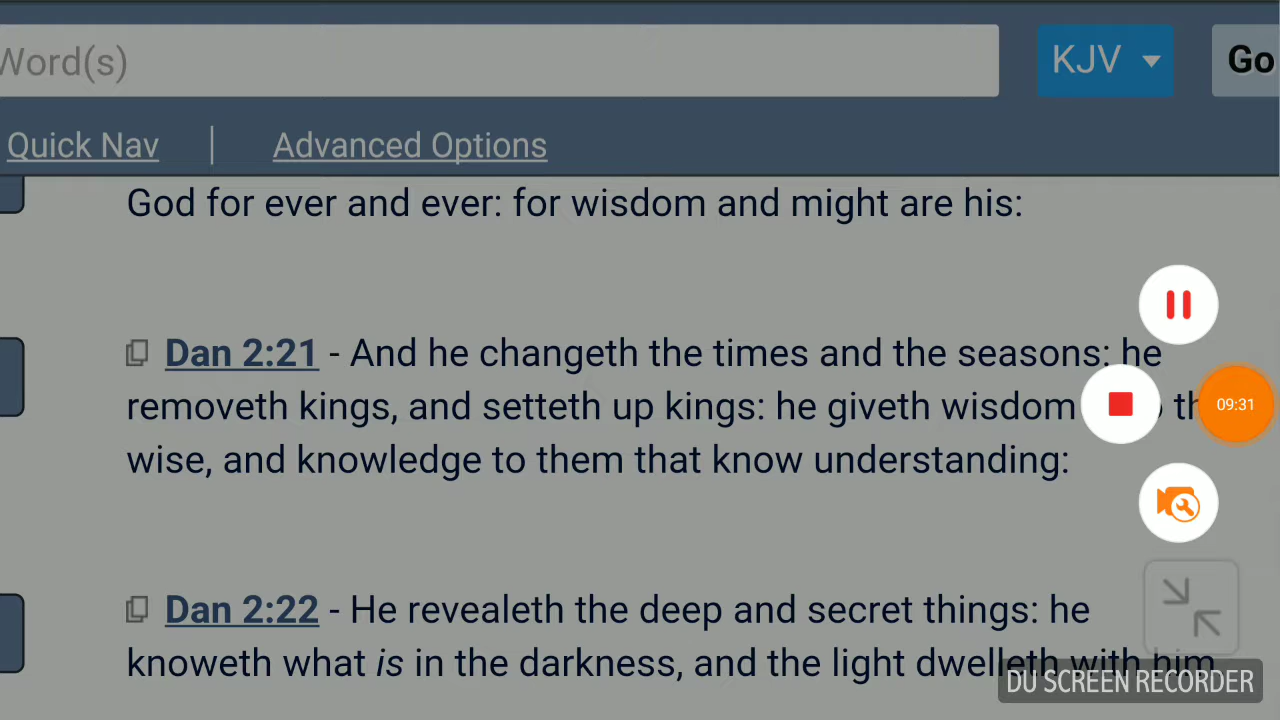 Word(s)
KJV
Go
Quick Nav
Advanced Options
God for ever and ever: for wisdom and might are his:
Dan 2:21 - And he changeth the times and the seasons: he
removeth kings, and setteth up kings: he giveth wisdom
09:31
wise, and knowledge to them that know understanding:
Dan 2:22 - He revealeth the deep and secret things: he
knoweth what is in the darkness, and the light dwelleth with him
DU SCREEN RECORDER